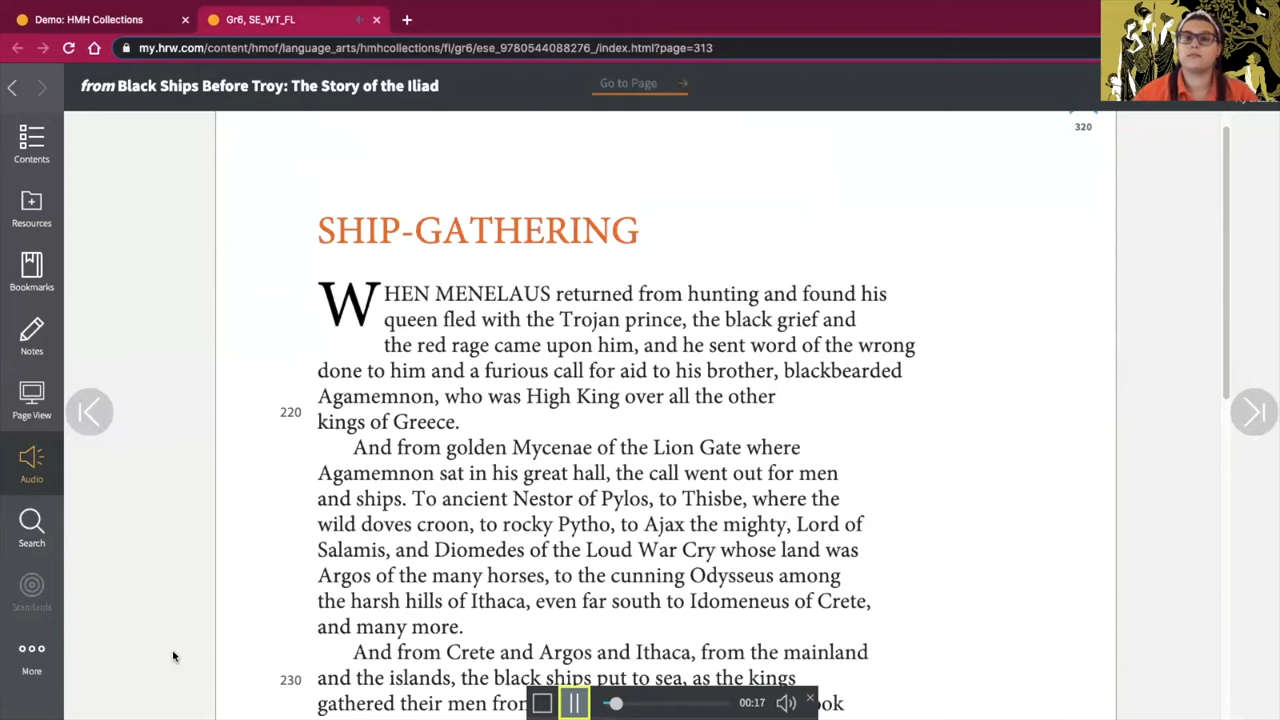 Demo: HMH Collections
Gr6, SE_WT_FL
my.hrw.com/content/hmof/language_arts/hmhcollections/fl/gr6/ese_9780544088276_/index.html?page=313
from Black Ships Before Troy: The Story of the Iliad
Go to Page
Contents
Resources
Bookmarks
Notes
Page View
Audio
Search
Standards
More
320
SHIP-GATHERING
WHEN MENELAUS returned from hunting and found his
queen fled with the Trojan prince, the black grief and
the red rage came upon him, and he sent word of the wrong
done to him and a furious call for aid to his brother, blackbearded
Agamemnon, who was High King over all the other
220 kings of Greece.
And from golden Mycenae of the Lion Gate where
Agamemnon sat in his great hall, the call went out for men
and ships. To ancient Nestor of Pylos, to Thisbe, where the
wild doves croon, to rocky Pytho, to Ajax the mighty, Lord of
Salamis, and Diomedes of the Loud War Cry whose land was
Argos of the many horses, to the cunning Odysseus among
the harsh hills of Ithaca, even far south to Idomeneus of Crete,
and many more.
And from Crete and Argos and Ithaca, from the mainland
230 and the islands, the black ships put to sea, as the kings
gathered their men from
00:17